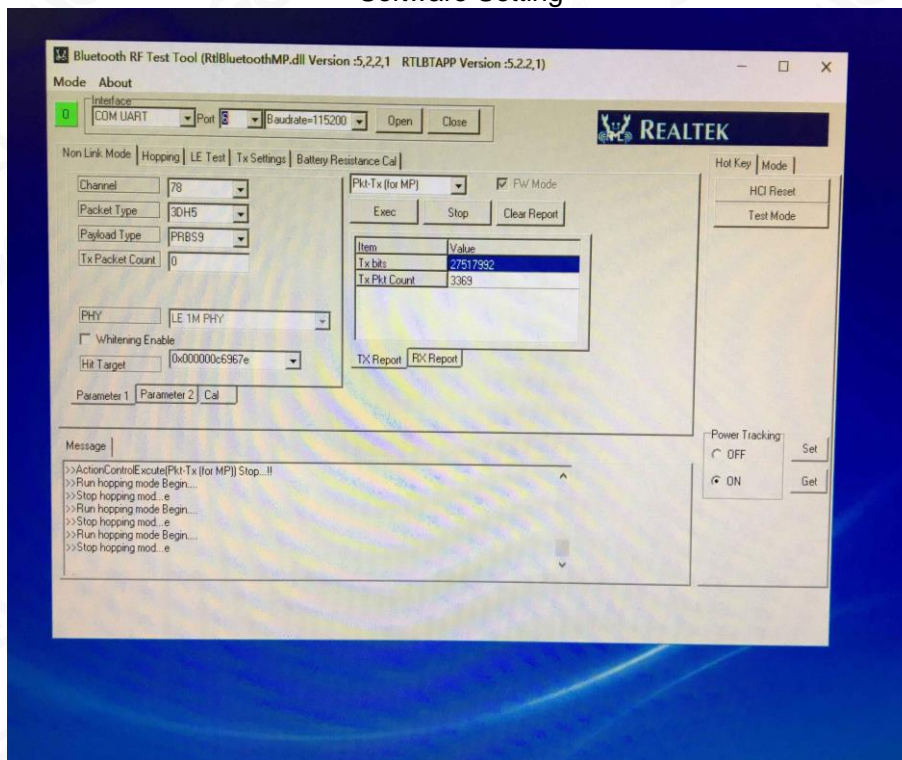 Software Setting
Bluetooth RF Test Tool (RtlBluetoothMP.dll Version :5,2,2,1 RTLBTAPP Version :5.2.2,1)
Mode About
Interface
0 COM UART Port 6 Baudrate=115200 Open Close
REALTEK
Non Link Mode Hopping LE Test Tx Settings Battery Resistance Cal
Hot Key Mode
Channel 78
Pkt-Tx (for MP) FW Mode
HCI Reset
Packet Type 3DH5
Exec Stop Clear Report
Test Mode
Payload Type PRBS9
Tx Packet Count 0
Item Value
Tx bits 27517992
Tx Pkt Count 3369
PHY LE 1M PHY
Whitening Enable
Hit Target 0x000000c6967e
TX Report RX Report
Parameter 1 Parameter 2 Cal
Message
Power Tracking
OFF Set
ON Get
>>ActionControlExcute(Pkt-Tx (for MP)) Stop...!!
>>Run hopping mode Begin....
>>Stop hopping mod...e
>>Run hopping mode Begin....
>>Stop hopping mod...e
>>Run hopping mode Begin....
>>Stop hopping mod...e